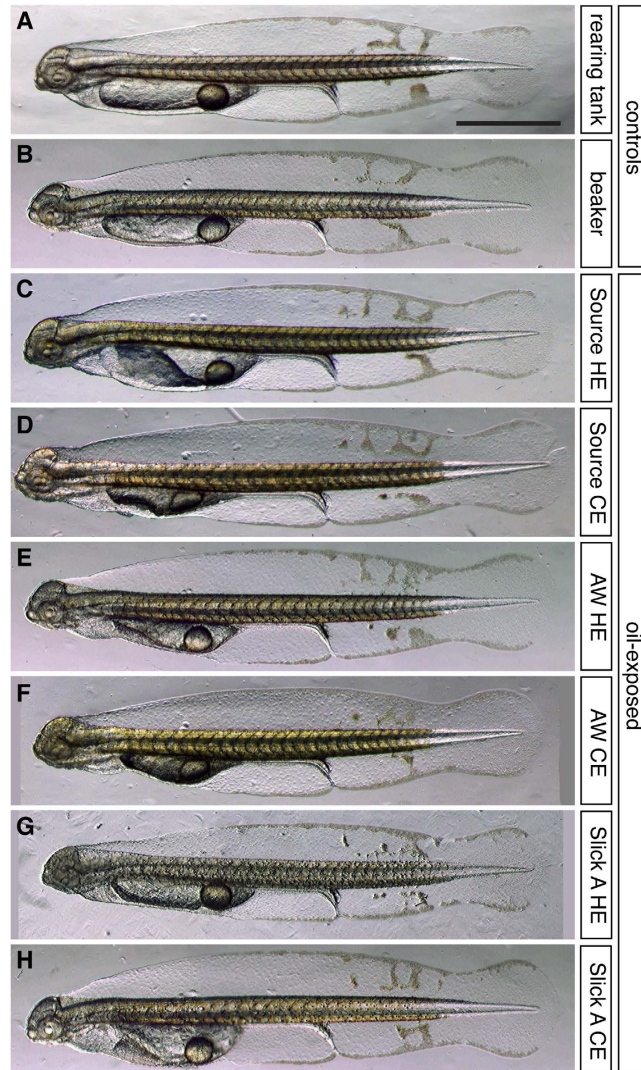 A
rearing tank
B
beaker
controls
C
Source HE
D
Source CE
E
AW HE
F
AW CE
G
Slick A HE
H
Slick A CE
oil-exposed